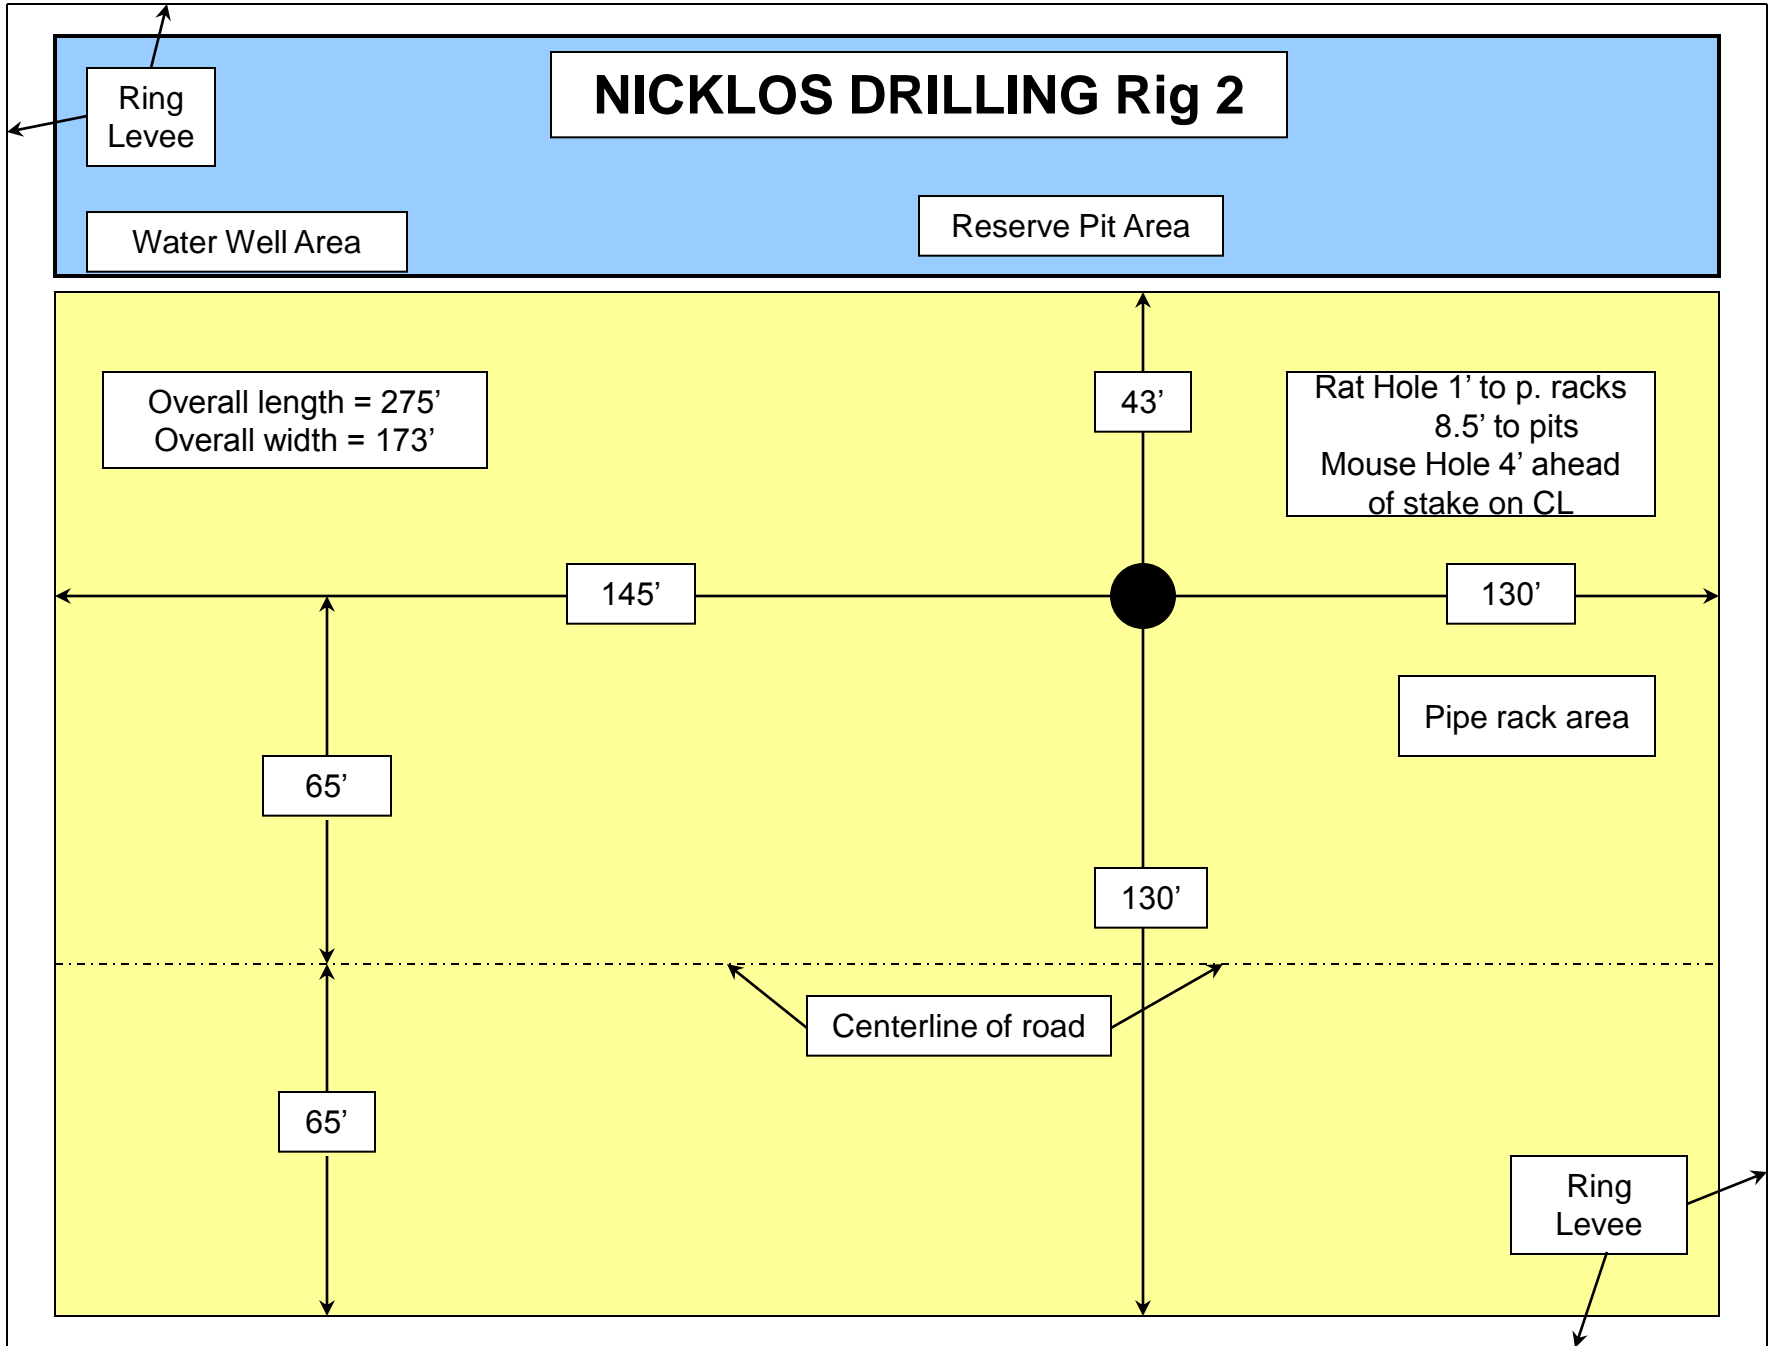 NICKLOS DRILLING Rig 2
Ring
Levee
Water Well Area
Reserve Pit Area
Overall length = 275’
Overall width = 173’
43’
Rat Hole 1’ to p. racks
8.5’ to pits
Mouse Hole 4’ ahead
of stake on CL
145’
130’
Pipe rack area
65’
130’
Centerline of road
65’
Ring
Levee